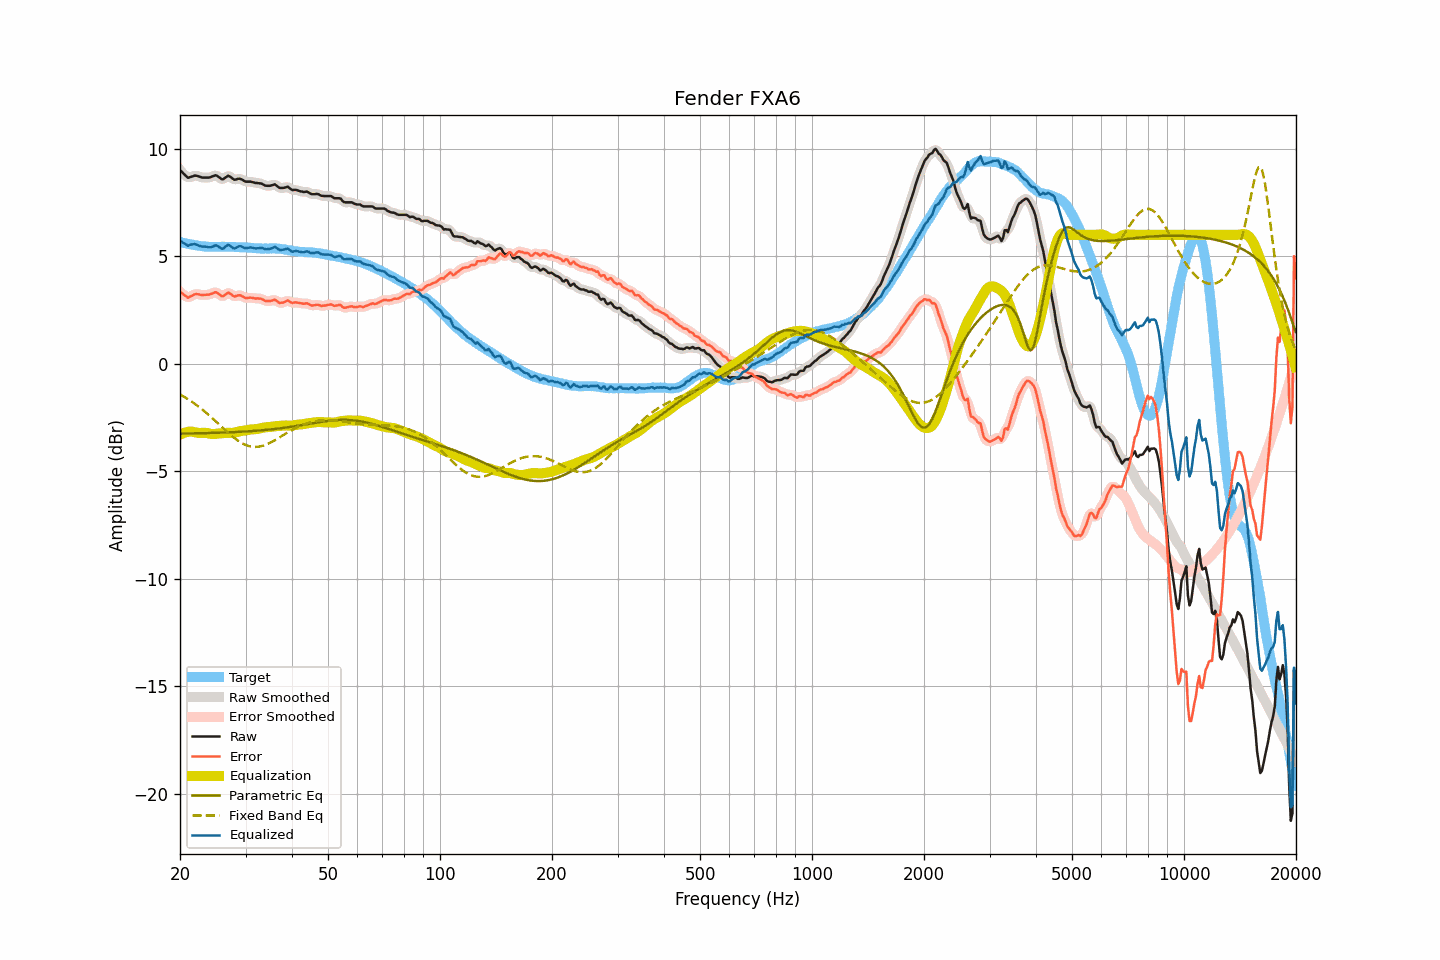 Fender FXA6
Amplitude (dBr)
10
5
0
−5
−10
−15
−20
Target
Raw Smoothed
Error Smoothed
Raw
Error
Equalization
Parametric Eq
Fixed Band Eq
Equalized
20 50 100 200 500 1000 2000 5000 10000 20000
Frequency (Hz)